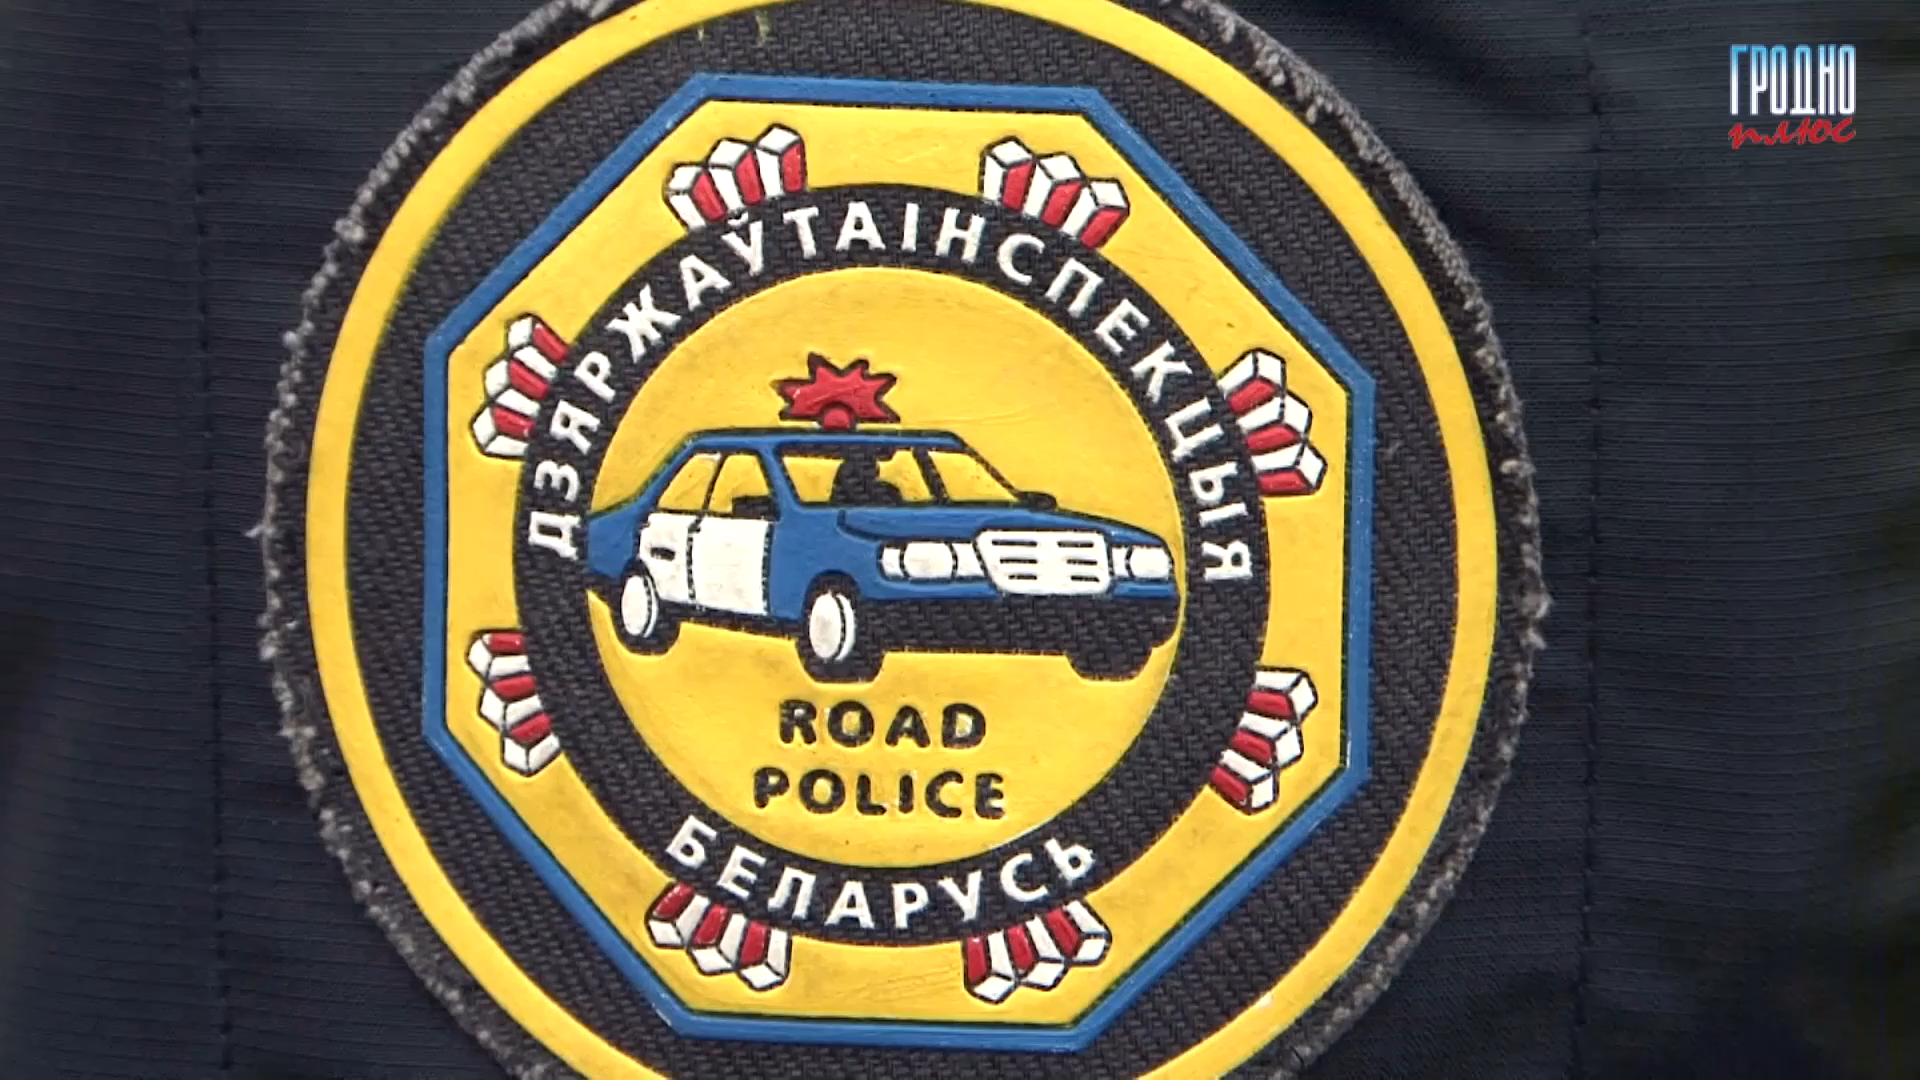 ГРОДНО
плюс
ДЗЯРЖАЎТАІНСПЕКЦЫЯ
ROAD
POLICE
БЕЛАРУСЬ